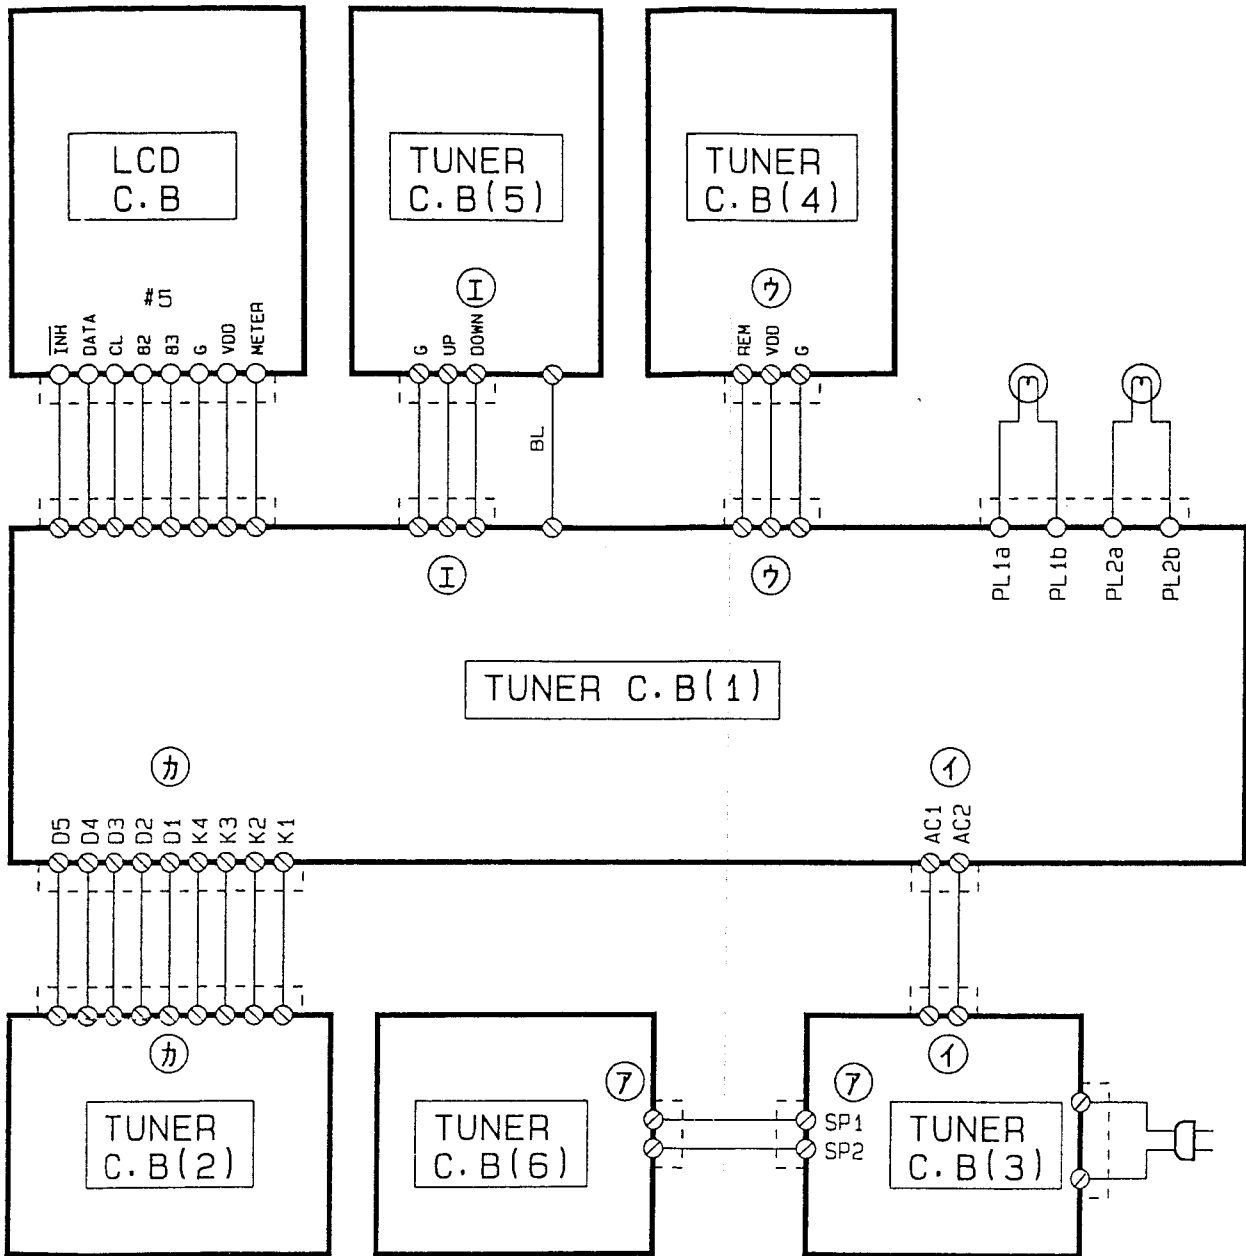 LCD
C.B
TUNER
C.B(5)
TUNER
C.B(4)
#5
エ
ウ
INH
DATA
CL
B2
B3
G
VDD
METER
G
UP
DOWN
REM
VDD
G
BL
エ
ウ
PL1a
PL1b
PL2a
PL2b
TUNER C.B(1)
カ
イ
D5
D4
D3
D2
D1
K4
K3
K2
K1
AC1
AC2
カ
ア
ア
イ
TUNER
C.B(2)
TUNER
C.B(6)
SP1
SP2
TUNER
C.B(3)